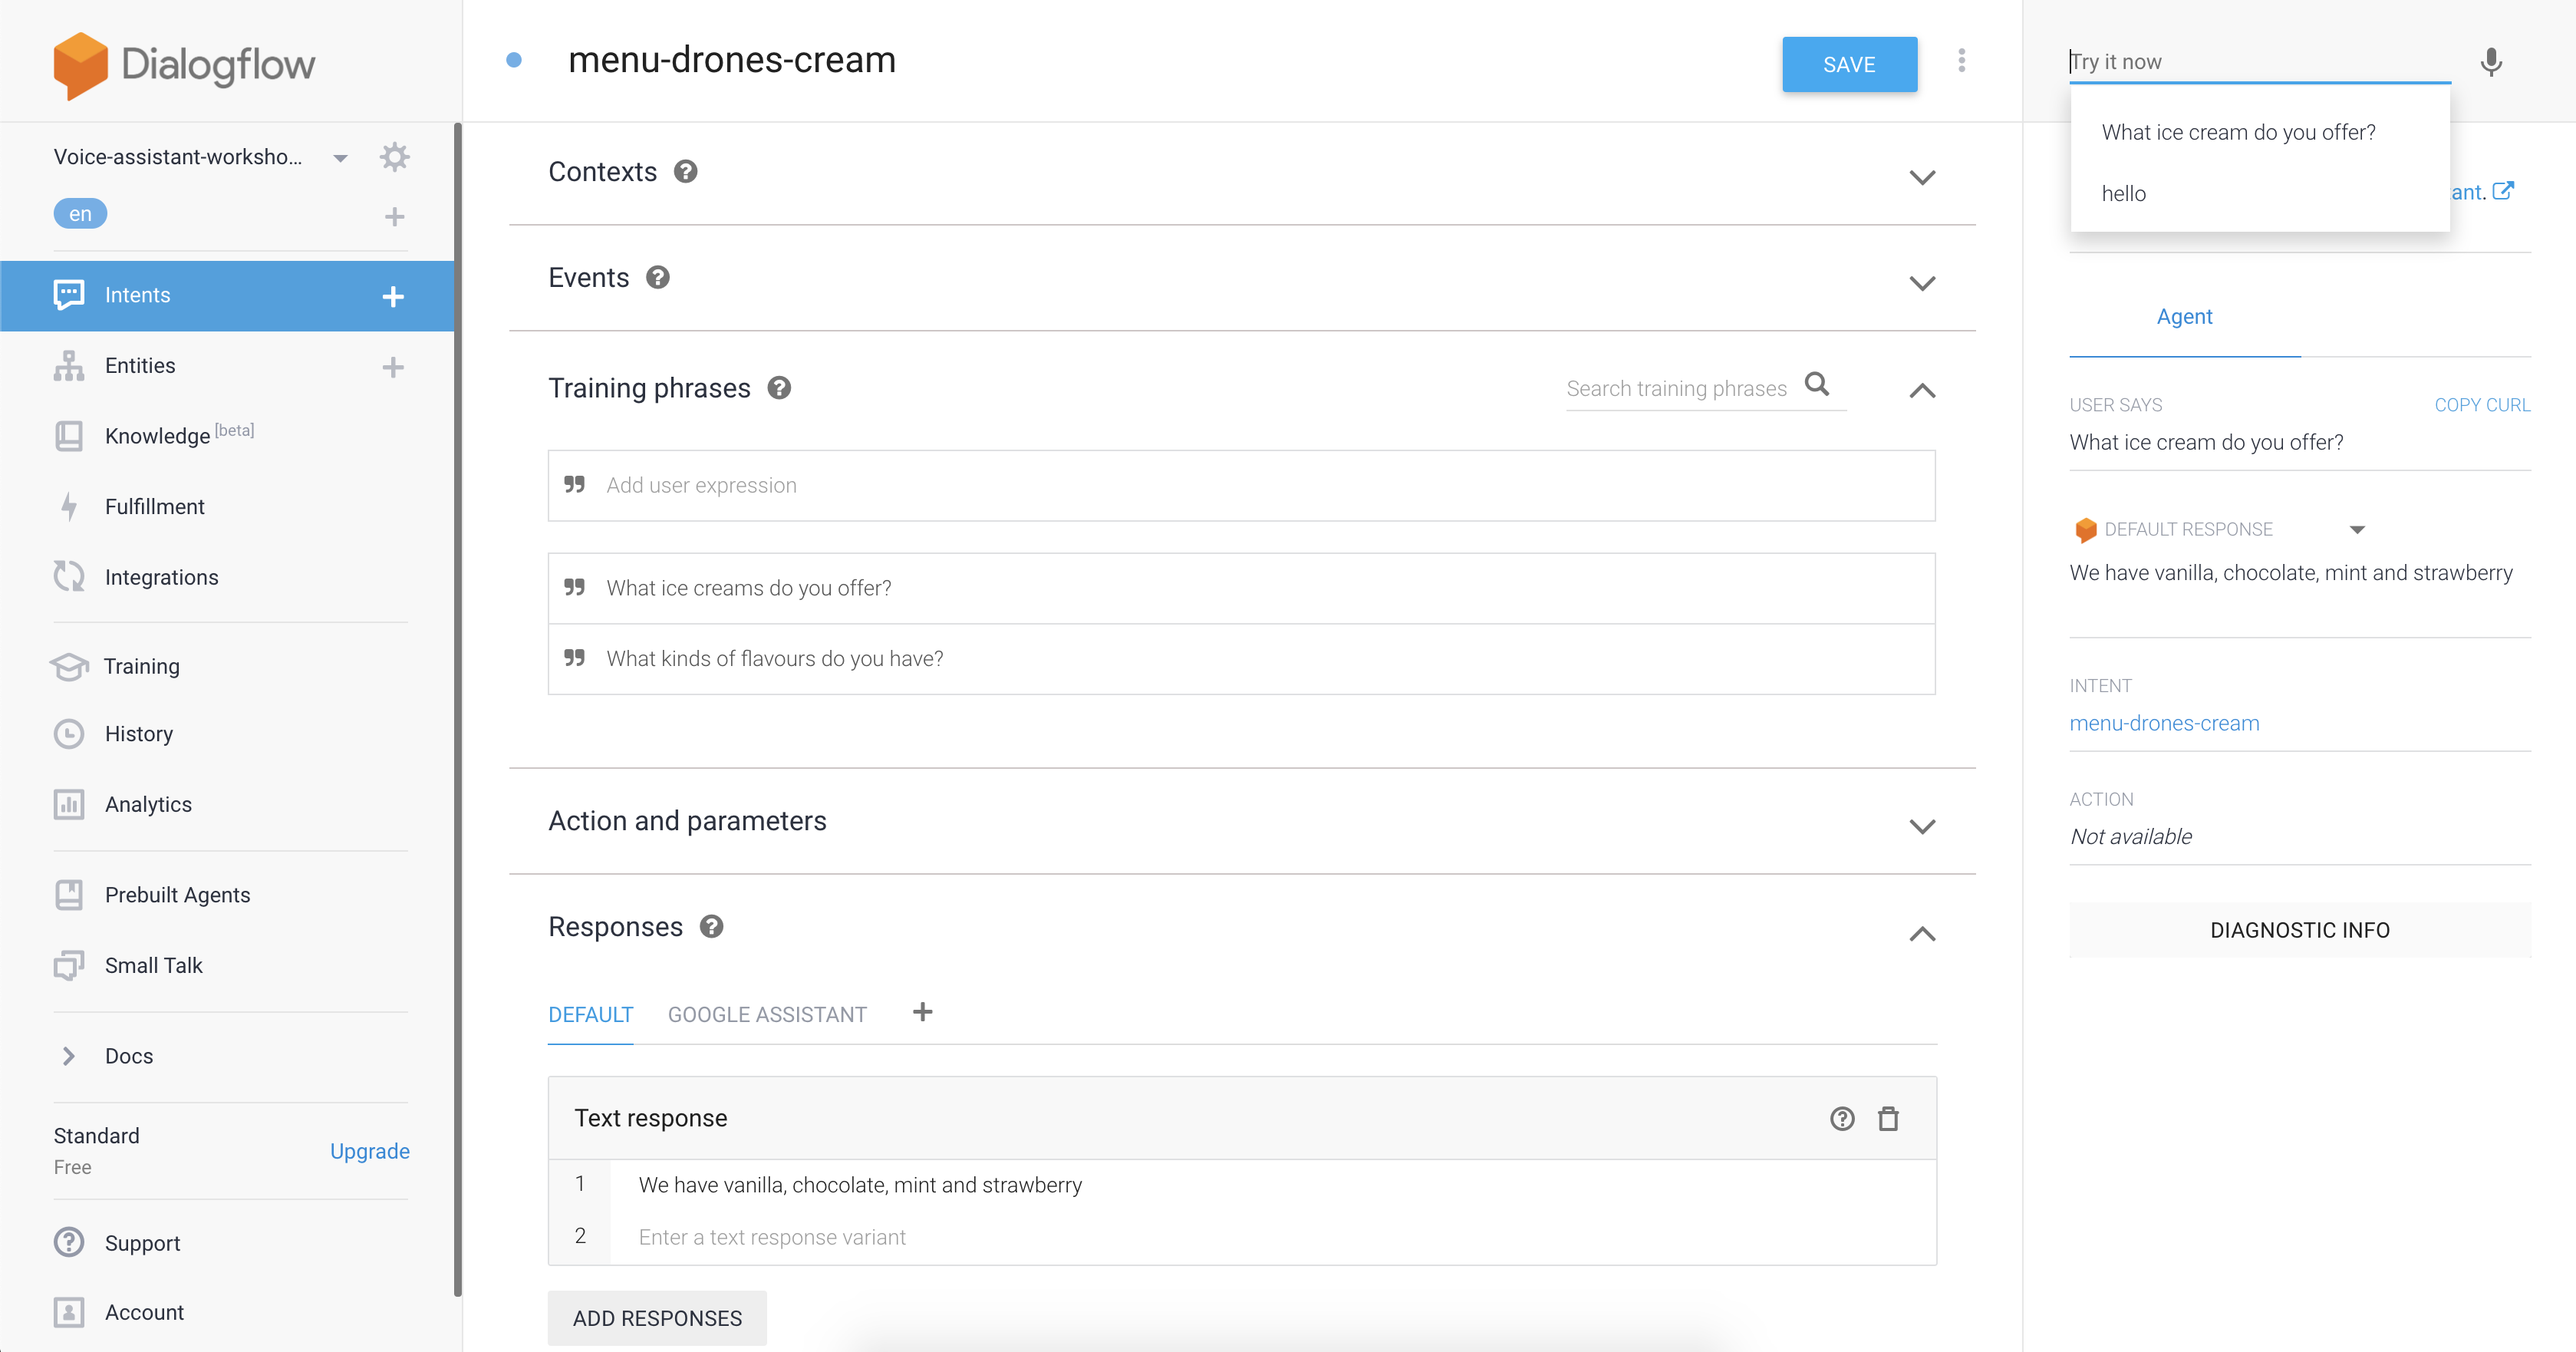 Dialogflow
Voice-assistant-worksho...
en
Intents
Entities
Knowledge [beta]
Fulfillment
Integrations
Training
History
Analytics
Prebuilt Agents
Small Talk
Docs
Standard
Free
Upgrade
Support
Account
menu-drones-cream
SAVE
Contexts
Events
Training phrases
Search training phrases
Add user expression
What ice creams do you offer?
What kinds of flavours do you have?
Action and parameters
Responses
DEFAULT GOOGLE ASSISTANT
Text response
1 We have vanilla, chocolate, mint and strawberry
2 Enter a text response variant
ADD RESPONSES
Try it now
What ice cream do you offer?
hello
ant.
Agent
USER SAYS COPY CURL
What ice cream do you offer?
DEFAULT RESPONSE
We have vanilla, chocolate, mint and strawberry
INTENT
menu-drones-cream
ACTION
Not available
DIAGNOSTIC INFO